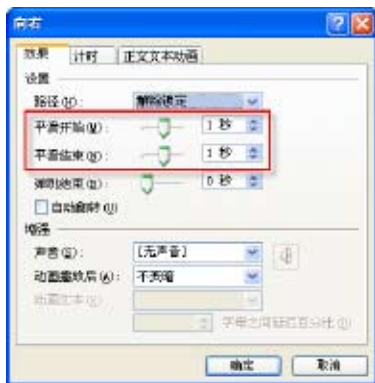 向右
效果 计时 正文文本动画
设置
路径(U): 解除锁定
平滑开始(M): 1 秒
平滑结束(D): 1 秒
弹跳结束(B): 0 秒
自动翻转(U)
增强
声音(S): [无声音]
动画播放后(A): 不变暗
动画文本(X):
字母之间延迟百分比(D)
确定 取消